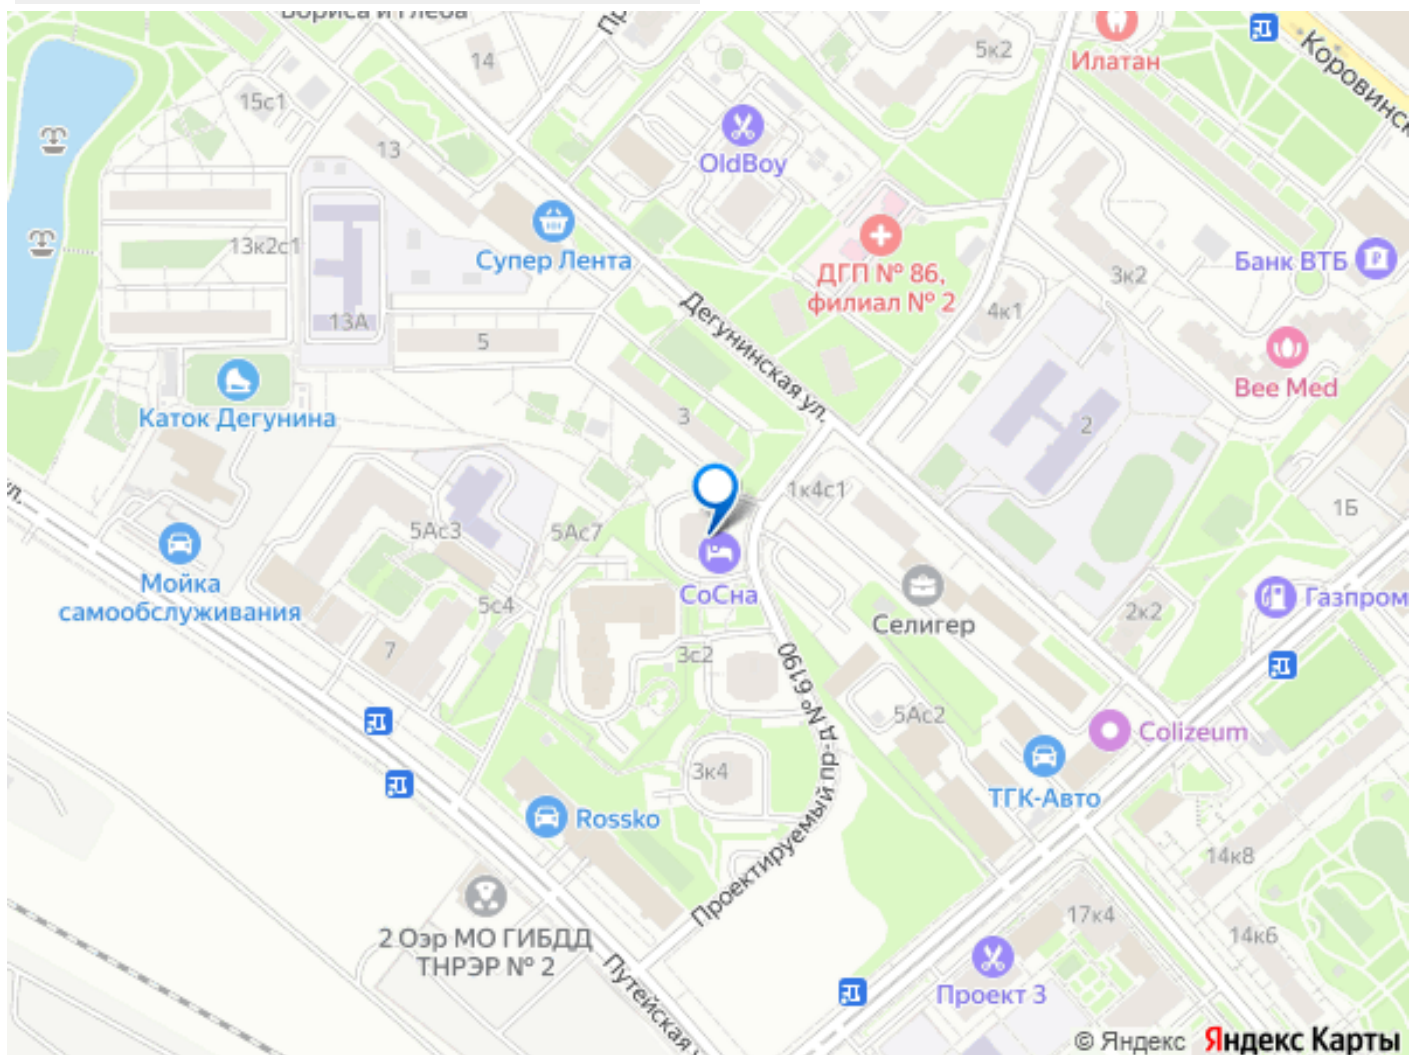 Бориса и Глеба
14
5к2
Илатан
Коровинск
15с1
13
OldBoy
Супер Лента
13к2с1
ДГП № 86,
филиал № 2
Банк ВТБ
3к2
4к1
13А
5
Дегунинская ул.
Bee Med
Каток Дегунина
3
2
ул.
1к4с1
1Б
5Ас3
5Ас7
Мойка
самообслуживания
СоСна
5с4
Селигер
2к2
Газпром
7
3с2
Проектируемый пр-д № 6190
5Ас2
Colizeum
3к4
ТГК-Авто
Rossko
14к8
17к4
14к6
2 Оэр МО ГИБДД
ТНРЭР № 2
Путейская
Проект 3
© Яндекс Яндекс Карты